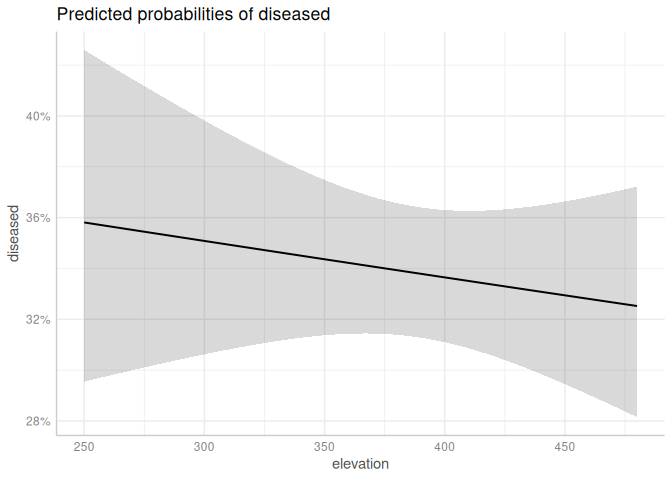 Predicted probabilities of diseased
40%
36%
32%
28%
diseased
250 300 350 400 450
elevation